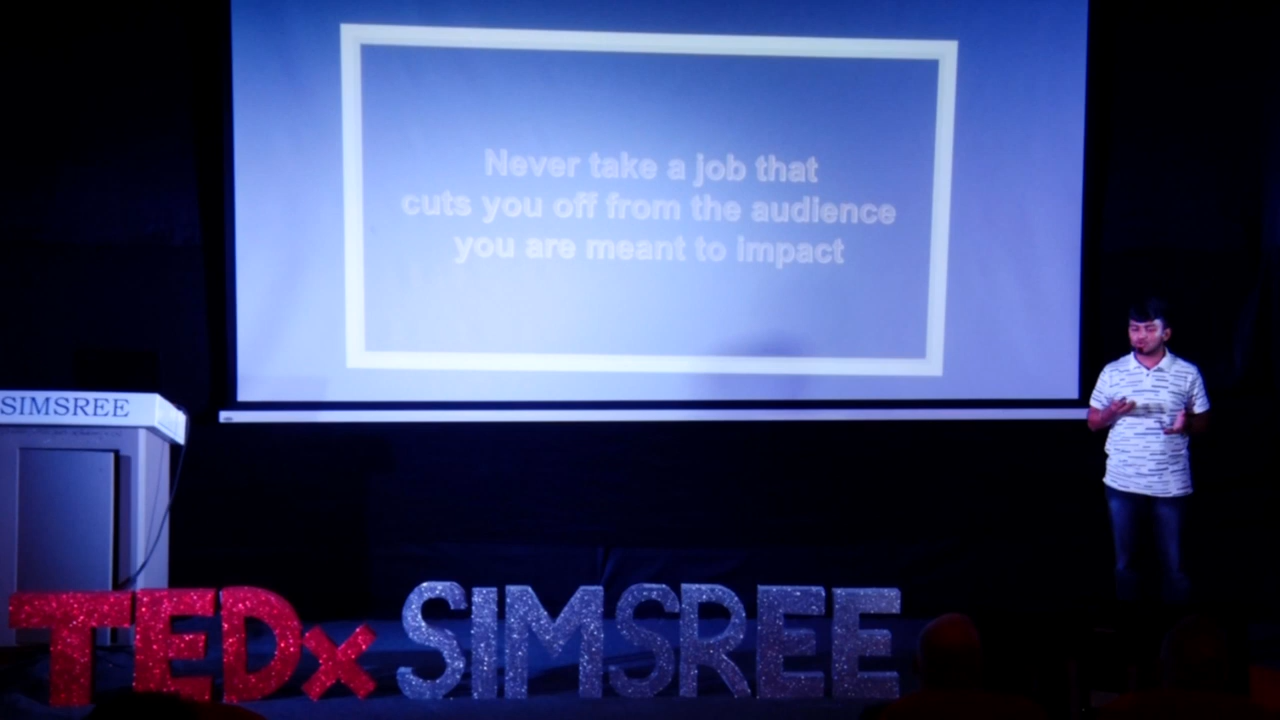 Never take a job that
cuts you off from the audience
you are meant to impact
SIMSREE
TEDx SIMSREE